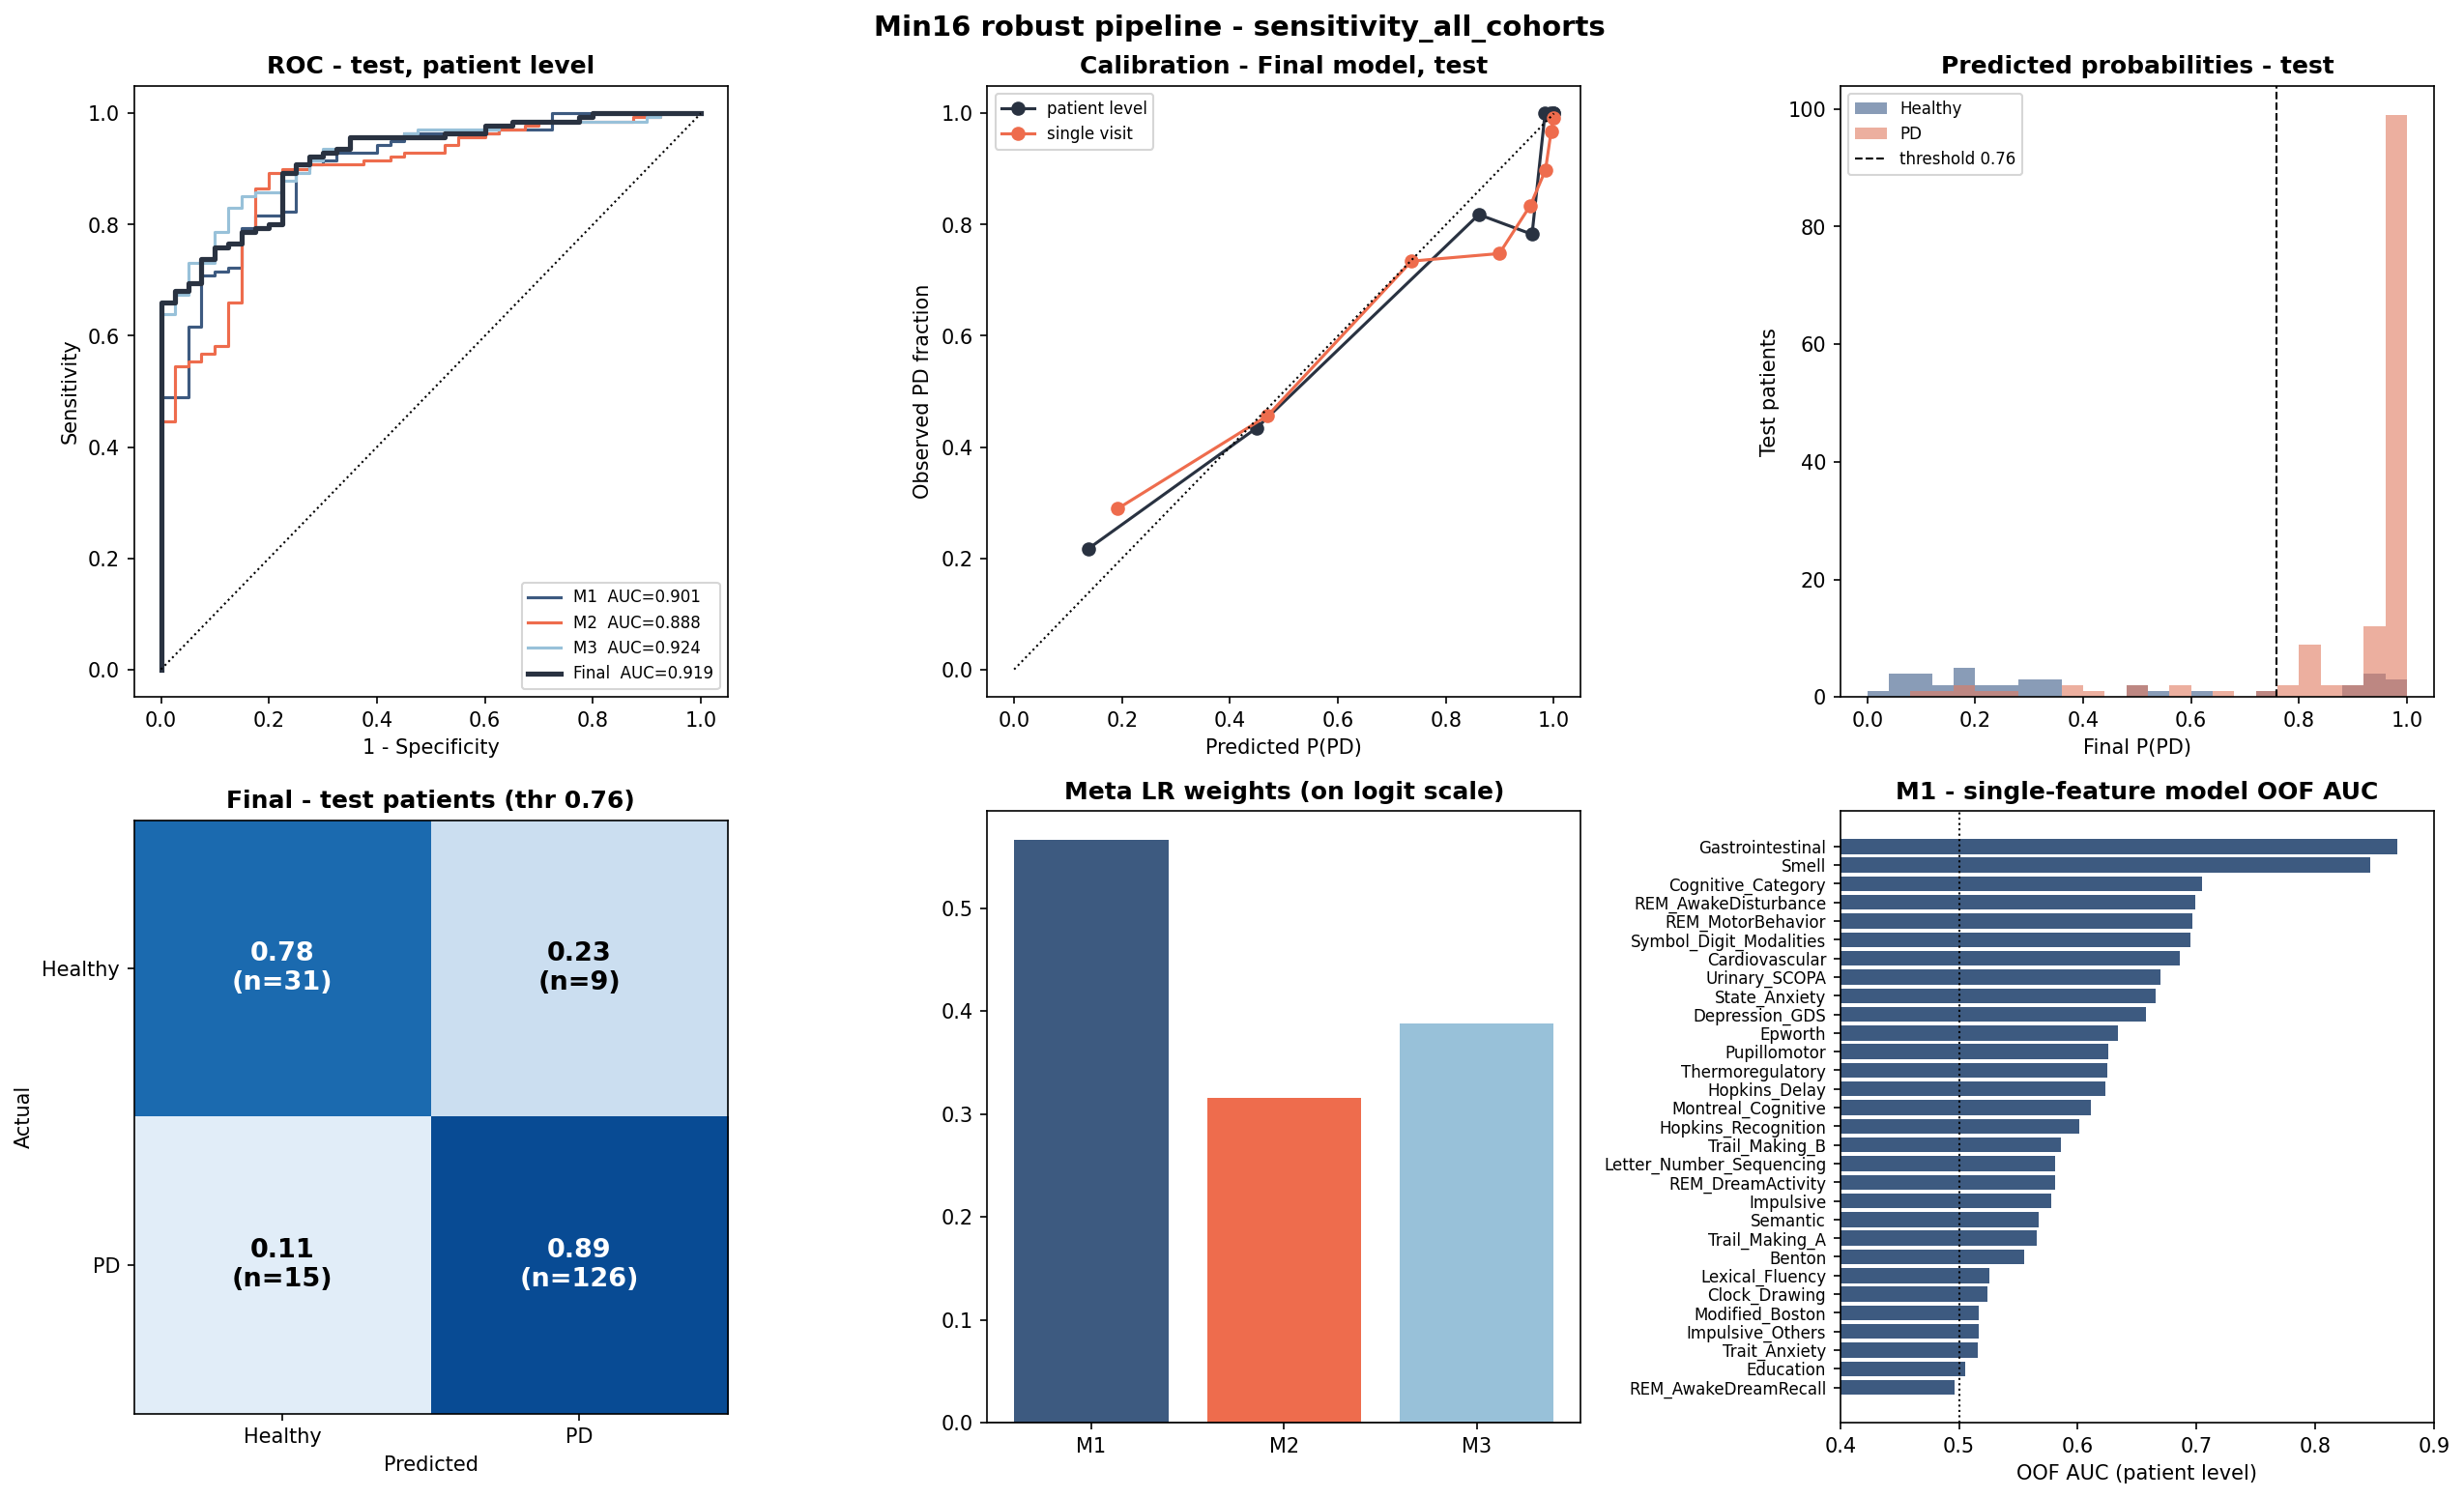 Min16 robust pipeline - sensitivity_all_cohorts
ROC - test, patient level
Sensitivity
1.0
0.8
0.6
0.4
0.2
0.0
M1 AUC=0.901
M2 AUC=0.888
M3 AUC=0.924
Final AUC=0.919
0.0 0.2 0.4 0.6 0.8 1.0
1 - Specificity
Calibration - Final model, test
patient level
single visit
Observed PD fraction
1.0
0.8
0.6
0.4
0.2
0.0
0.0 0.2 0.4 0.6 0.8 1.0
Predicted P(PD)
Predicted probabilities - test
Healthy
PD
threshold 0.76
Test patients
100
80
60
40
20
0
0.0 0.2 0.4 0.6 0.8 1.0
Final P(PD)
Final - test patients (thr 0.76)
Actual
Healthy
PD
0.78
(n=31)
0.23
(n=9)
0.11
(n=15)
0.89
(n=126)
Healthy PD
Predicted
Meta LR weights (on logit scale)
0.5
0.4
0.3
0.2
0.1
0.0
M1 M2 M3
M1 - single-feature model OOF AUC
Gastrointestinal
Smell
Cognitive_Category
REM_AwakeDisturbance
REM_MotorBehavior
Symbol_Digit_Modalities
Cardiovascular
Urinary_SCOPA
State_Anxiety
Depression_GDS
Epworth
Pupillomotor
Thermoregulatory
Hopkins_Delay
Montreal_Cognitive
Hopkins_Recognition
Trail_Making_B
Letter_Number_Sequencing
REM_DreamActivity
Impulsive
Semantic
Trail_Making_A
Benton
Lexical_Fluency
Clock_Drawing
Modified_Boston
Impulsive_Others
Trait_Anxiety
Education
REM_AwakeDreamRecall
0.4 0.5 0.6 0.7 0.8 0.9
OOF AUC (patient level)